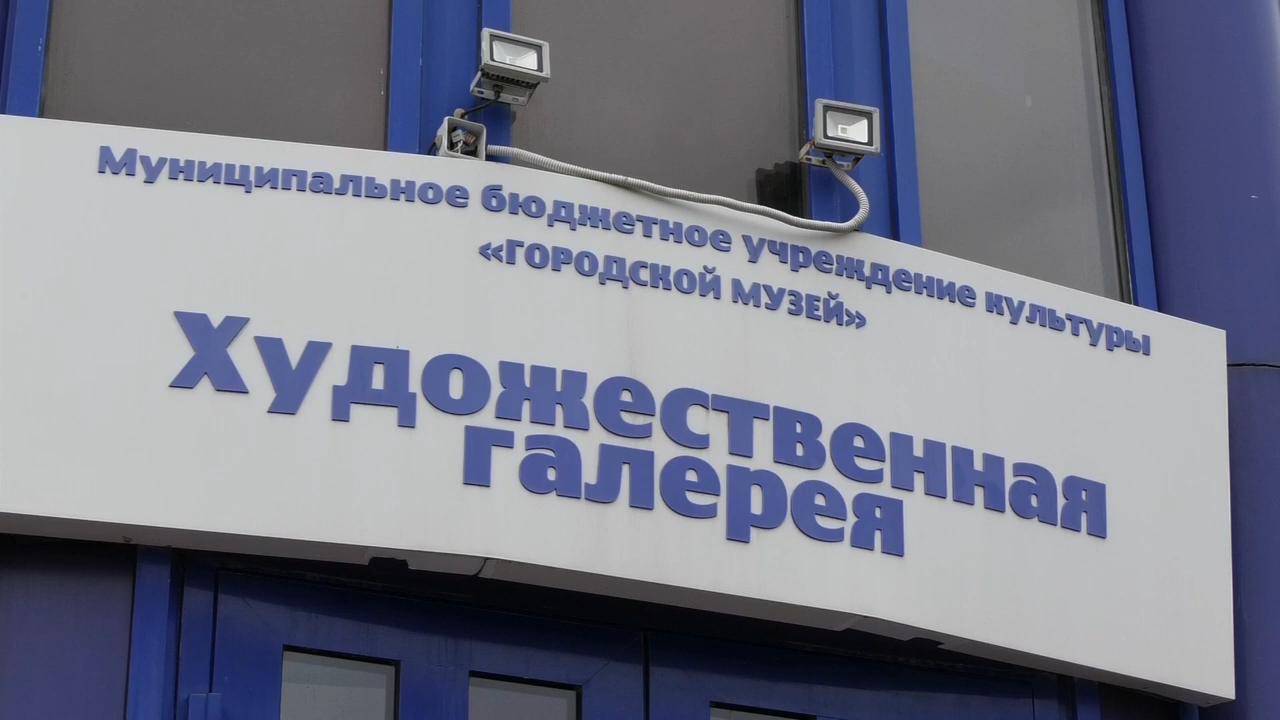 Муниципальное бюджетное учреждение культуры
«ГОРОДСКОЙ МУЗЕЙ»
Художественная
галерея